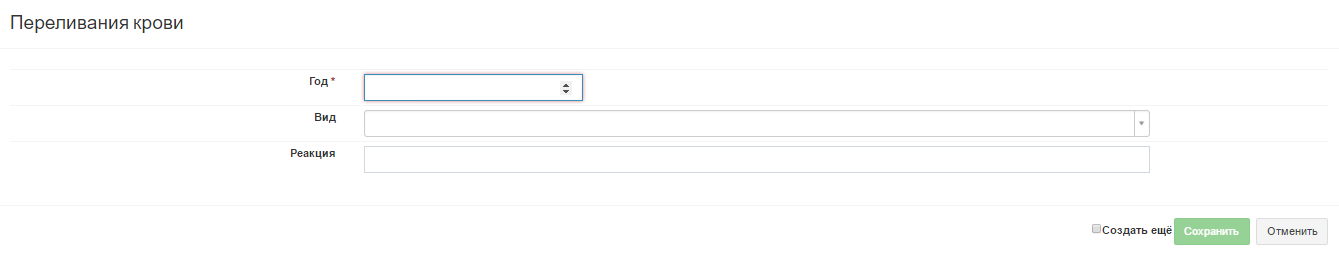 Переливания крови
Год *
Вид
Реакция
Создать ещё Сохранить Отменить